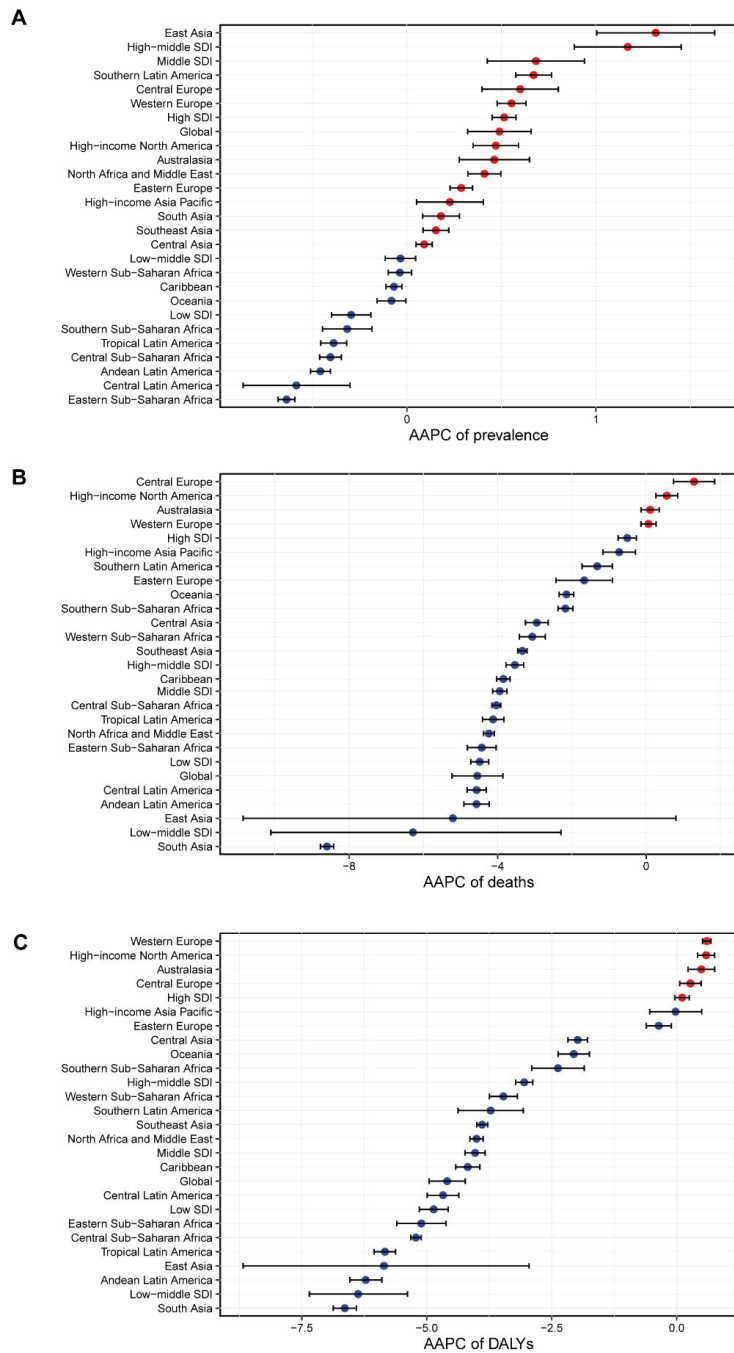 A
East Asia
High−middle SDI
Middle SDI
Southern Latin America
Central Europe
Western Europe
High SDI
Global
High−income North America
Australasia
North Africa and Middle East
Eastern Europe
High−income Asia Pacific
South Asia
Southeast Asia
Central Asia
Low−middle SDI
Western Sub−Saharan Africa
Caribbean
Oceania
Low SDI
Southern Sub−Saharan Africa
Tropical Latin America
Central Sub−Saharan Africa
Andean Latin America
Central Latin America
Eastern Sub−Saharan Africa
0 1
AAPC of prevalence
B
Central Europe
High−income North America
Australasia
Western Europe
High SDI
High−income Asia Pacific
Southern Latin America
Eastern Europe
Oceania
Southern Sub−Saharan Africa
Central Asia
Western Sub−Saharan Africa
Southeast Asia
High−middle SDI
Caribbean
Middle SDI
Central Sub−Saharan Africa
Tropical Latin America
North Africa and Middle East
Eastern Sub−Saharan Africa
Low SDI
Global
Central Latin America
Andean Latin America
East Asia
Low−middle SDI
South Asia
−8 −4 0
AAPC of deaths
C
Western Europe
High−income North America
Australasia
Central Europe
High SDI
High−income Asia Pacific
Eastern Europe
Central Asia
Oceania
Southern Sub−Saharan Africa
High−middle SDI
Western Sub−Saharan Africa
Southern Latin America
Southeast Asia
North Africa and Middle East
Middle SDI
Caribbean
Global
Central Latin America
Low SDI
Eastern Sub−Saharan Africa
Central Sub−Saharan Africa
Tropical Latin America
East Asia
Andean Latin America
Low−middle SDI
South Asia
−7.5 −5.0 −2.5 0.0
AAPC of DALYs